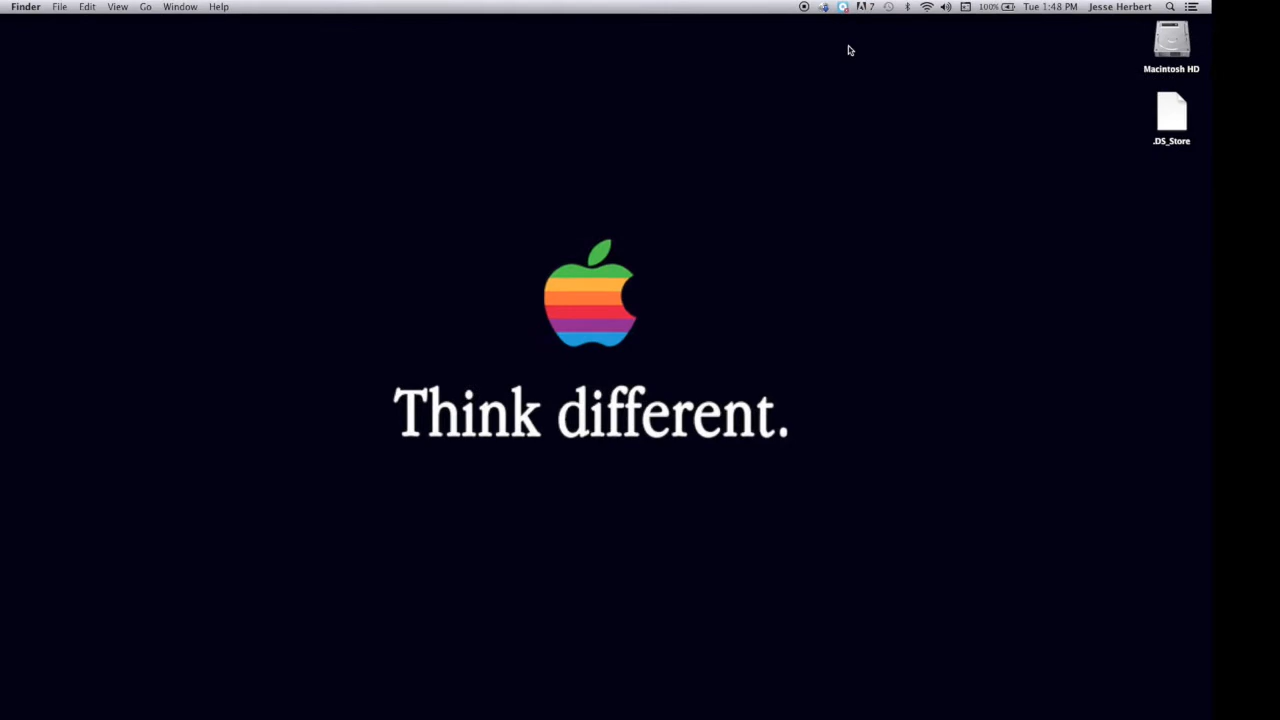 Finder File Edit View Go Window Help 7 100% Tue 1:48 PM Jesse Herbert
Macintosh HD
.DS_Store
Think different.